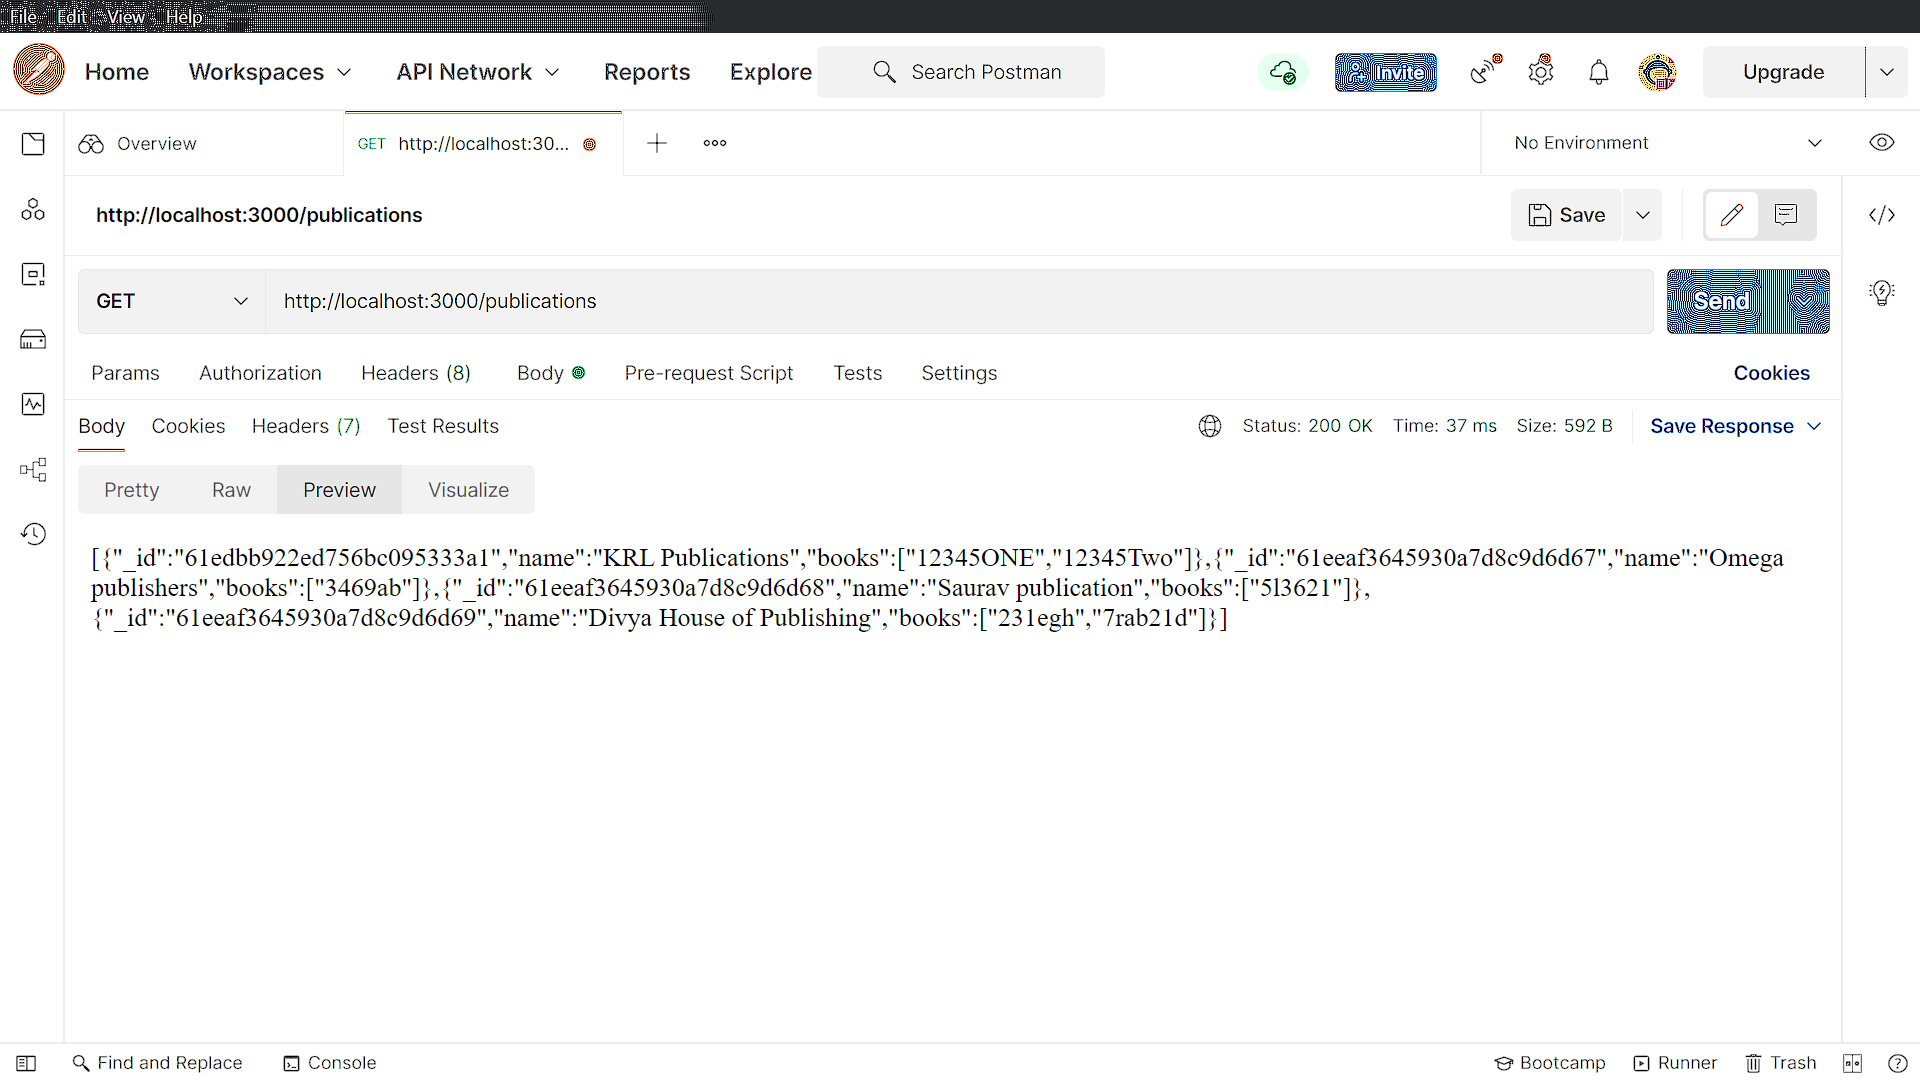 File Edit View Help
Home Workspaces API Network Reports Explore Search Postman Invite Upgrade
Overview GET http://localhost:30... No Environment
http://localhost:3000/publications Save
GET http://localhost:3000/publications Send
Params Authorization Headers (8) Body Pre-request Script Tests Settings Cookies
Body Cookies Headers (7) Test Results Status: 200 OK Time: 37 ms Size: 592 B Save Response
Pretty Raw Preview Visualize
[{"_id":"61edbb922ed756bc095333a1","name":"KRL Publications","books":["12345ONE","12345Two"]},{"_id":"61eeaf3645930a7d8c9d6d67","name":"Omega
publishers","books":["3469ab"]},{"_id":"61eeaf3645930a7d8c9d6d68","name":"Saurav publication","books":["5l3621"]},
{"_id":"61eeaf3645930a7d8c9d6d69","name":"Divya House of Publishing","books":["231egh","7rab21d"]}]
Find and Replace Console Bootcamp Runner Trash